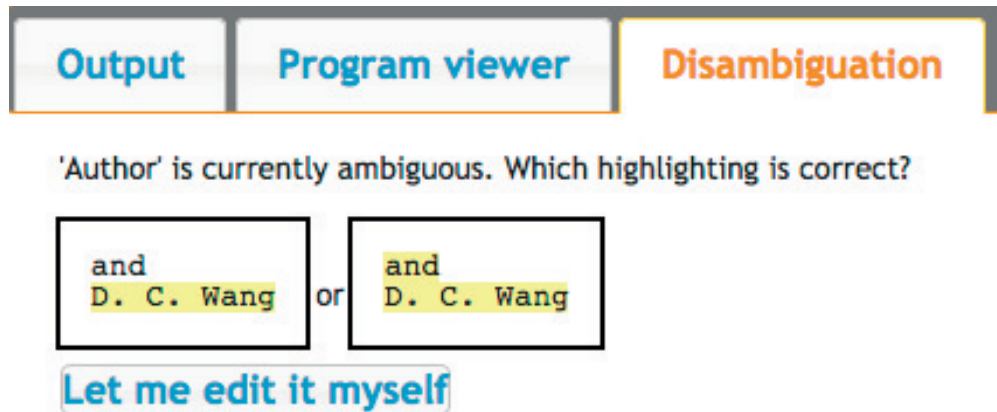 Output Program viewer Disambiguation
'Author' is currently ambiguous. Which highlighting is correct?
and
D. C. Wang
or
and
D. C. Wang
Let me edit it myself